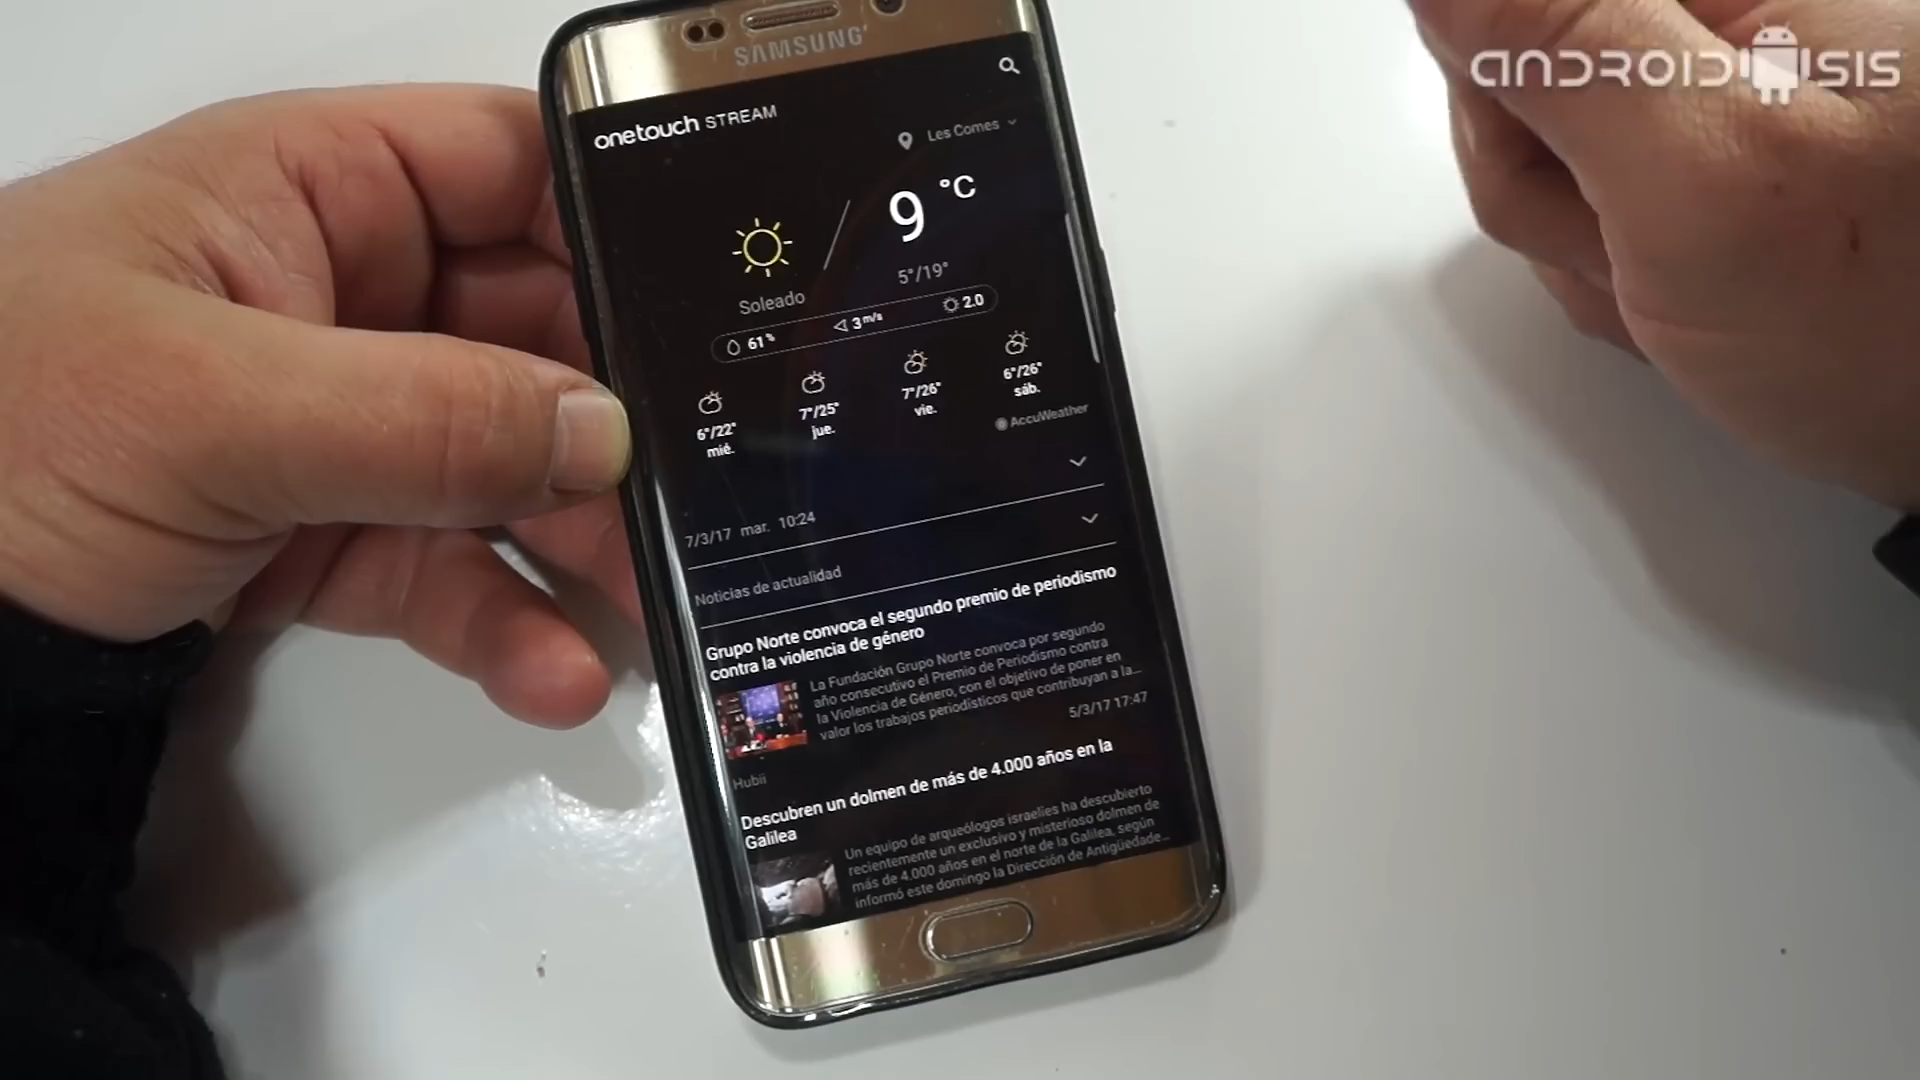 ANDROIDSIS
SAMSUNG
onetouch STREAM
Les Comes
9 °C
5°/19°
Soleado
61% 3 m/s 2.0
6°/22° 7°/25° 7°/26° 6°/26°
mié. jue. vie. sáb.
AccuWeather
7/3/17 mar. 10:24
Noticias de actualidad
Grupo Norte convoca el segundo premio de periodismo
contra la violencia de género
La Fundación Grupo Norte convoca por segundo
año consecutivo el Premio de Periodismo contra
la Violencia de Género, con el objetivo de poner en
valor los trabajos periodísticos que contribuyan a la...
5/3/17 17:47
Hubii
Descubren un dolmen de más de 4.000 años en la
Galilea
Un equipo de arqueólogos israelíes ha descubierto
recientemente un exclusivo y misterioso dolmen de
más de 4.000 años en el norte de la Galilea, según
informó este domingo la Dirección de Antigüedade...